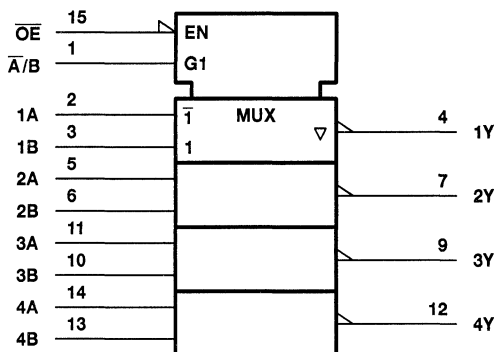 O̅E̅ 15 EN
A̅/B 1 G1
MUX
1A 2 1̅ 4 1Y
1B 3 1
2A 5 7 2Y
2B 6
3A 11 9 3Y
3B 10
4A 14 12 4Y
4B 13